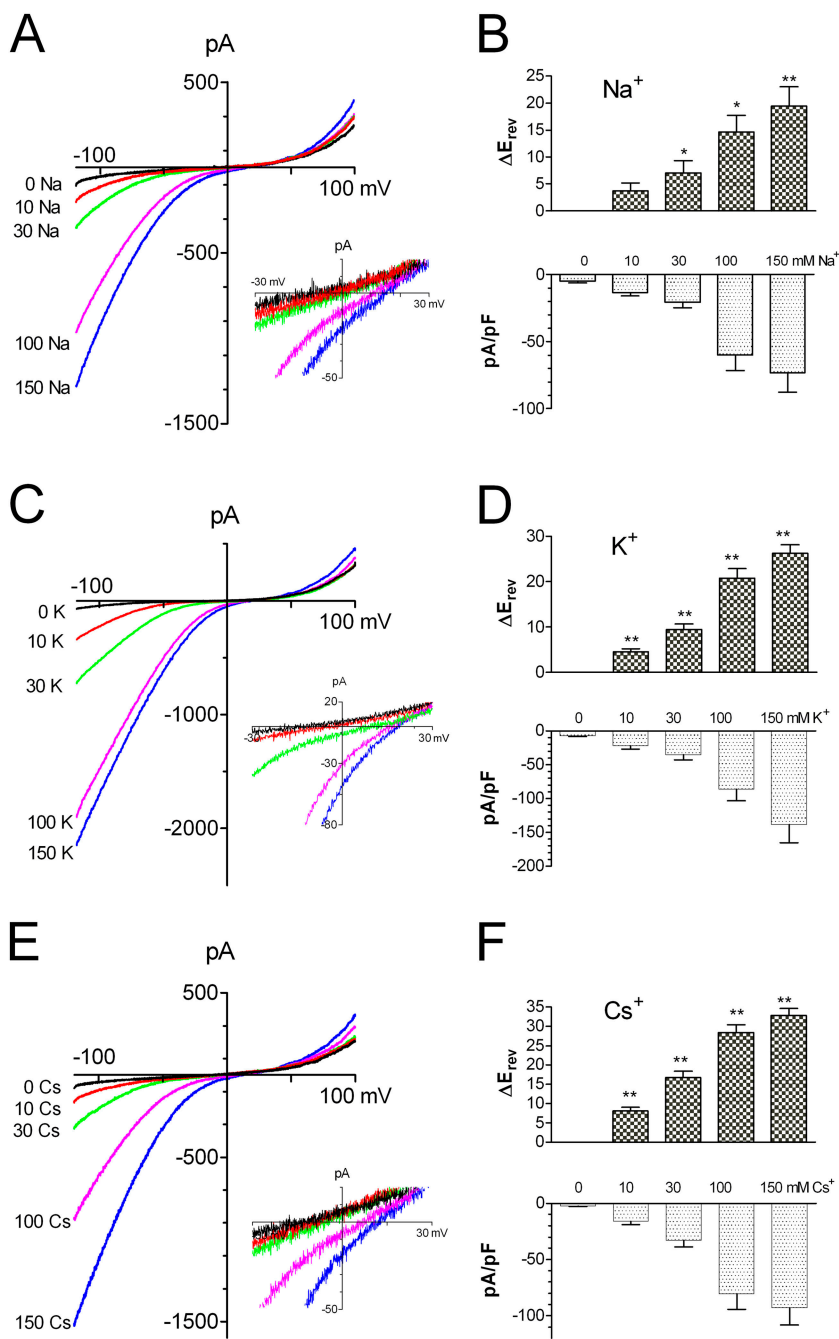 A
pA
500
-100
100 mV
0 Na
10 Na
30 Na
100 Na
150 Na
-500
-1500
pA
-30 mV
30 mV
-50
B
Na+
ΔErev
25
20
15
10
5
0
*
*
**
0 10 30 100 150 mM Na+
pA/pF
0
-50
-100
C
pA
-100
100 mV
0 K
10 K
30 K
100 K
150 K
-1000
-2000
pA
20
-30
30 mV
-30
-80
D
K+
ΔErev
30
20
10
0
**
**
**
**
0 10 30 100 150 mM K+
pA/pF
0
-50
-100
-150
-200
E
pA
500
-100
100 mV
0 Cs
10 Cs
30 Cs
100 Cs
150 Cs
-500
-1500
pA
30 mV
-50
F
Cs+
ΔErev
35
30
25
20
15
10
5
0
**
**
**
**
0 10 30 100 150 mM Cs+
pA/pF
0
-50
-100